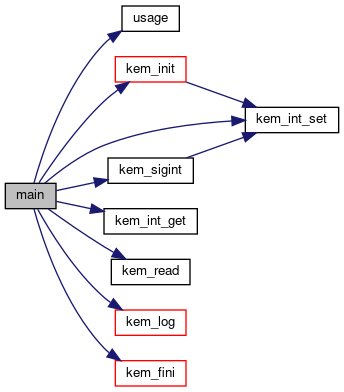 usage
kem_init
kem_int_set
kem_sigint
main
kem_int_get
kem_read
kem_log
kem_fini